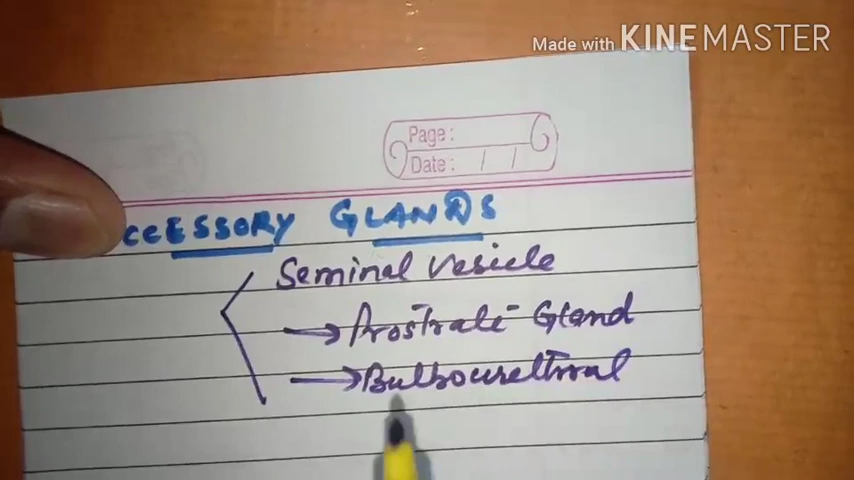 Made with KINEMASTER
Page :
Date : / /
CCESSORY GLANDS
Seminal Vesicle
→ Prostrate Gland
→ Bulbourethral